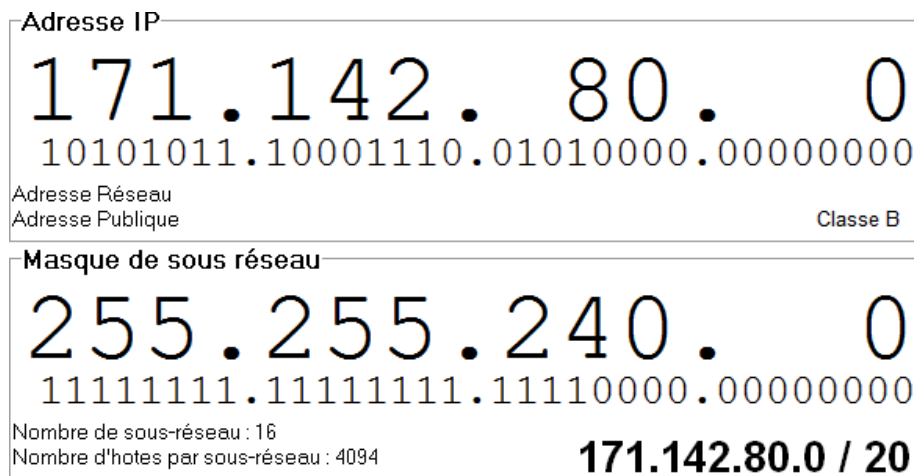 Adresse IP
171.142. 80. 0
10101011.10001110.01010000.00000000
Adresse Réseau
Adresse Publique
Classe B
Masque de sous réseau
255.255.240. 0
11111111.11111111.11110000.00000000
Nombre de sous-réseau : 16
Nombre d'hotes par sous-réseau : 4094
171.142.80.0 / 20